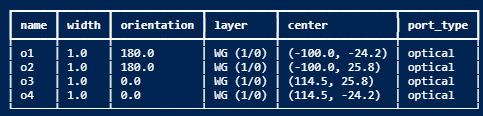 name width orientation layer center port_type
o1 1.0 180.0 WG (1/0) (-100.0, -24.2) optical
o2 1.0 180.0 WG (1/0) (-100.0, 25.8) optical
o3 1.0 0.0 WG (1/0) (114.5, 25.8) optical
o4 1.0 0.0 WG (1/0) (114.5, -24.2) optical